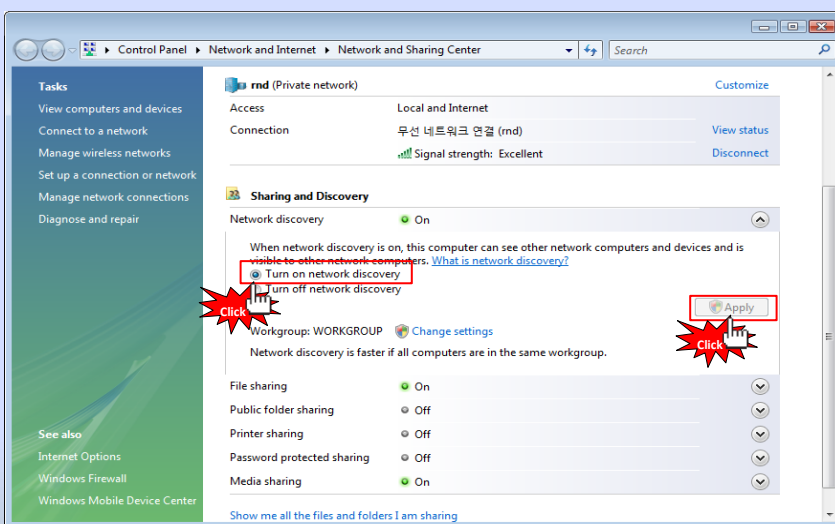 Control Panel Network and Internet Network and Sharing Center Search
Tasks
View computers and devices
Connect to a network
Manage wireless networks
Set up a connection or network
Manage network connections
Diagnose and repair
See also
Internet Options
Windows Firewall
Windows Mobile Device Center
rnd (Private network) Customize
Access Local and Internet
Connection 무선 네트워크 연결 (rnd) View status
Signal strength: Excellent Disconnect
Sharing and Discovery
Network discovery On
When network discovery is on, this computer can see other network computers and devices and is
visible to other network computers. What is network discovery?
Turn on network discovery
Turn off network discovery
Click
Apply
Click
Workgroup: WORKGROUP Change settings
Network discovery is faster if all computers are in the same workgroup.
File sharing On
Public folder sharing Off
Printer sharing Off
Password protected sharing Off
Media sharing On
Show me all the files and folders I am sharing